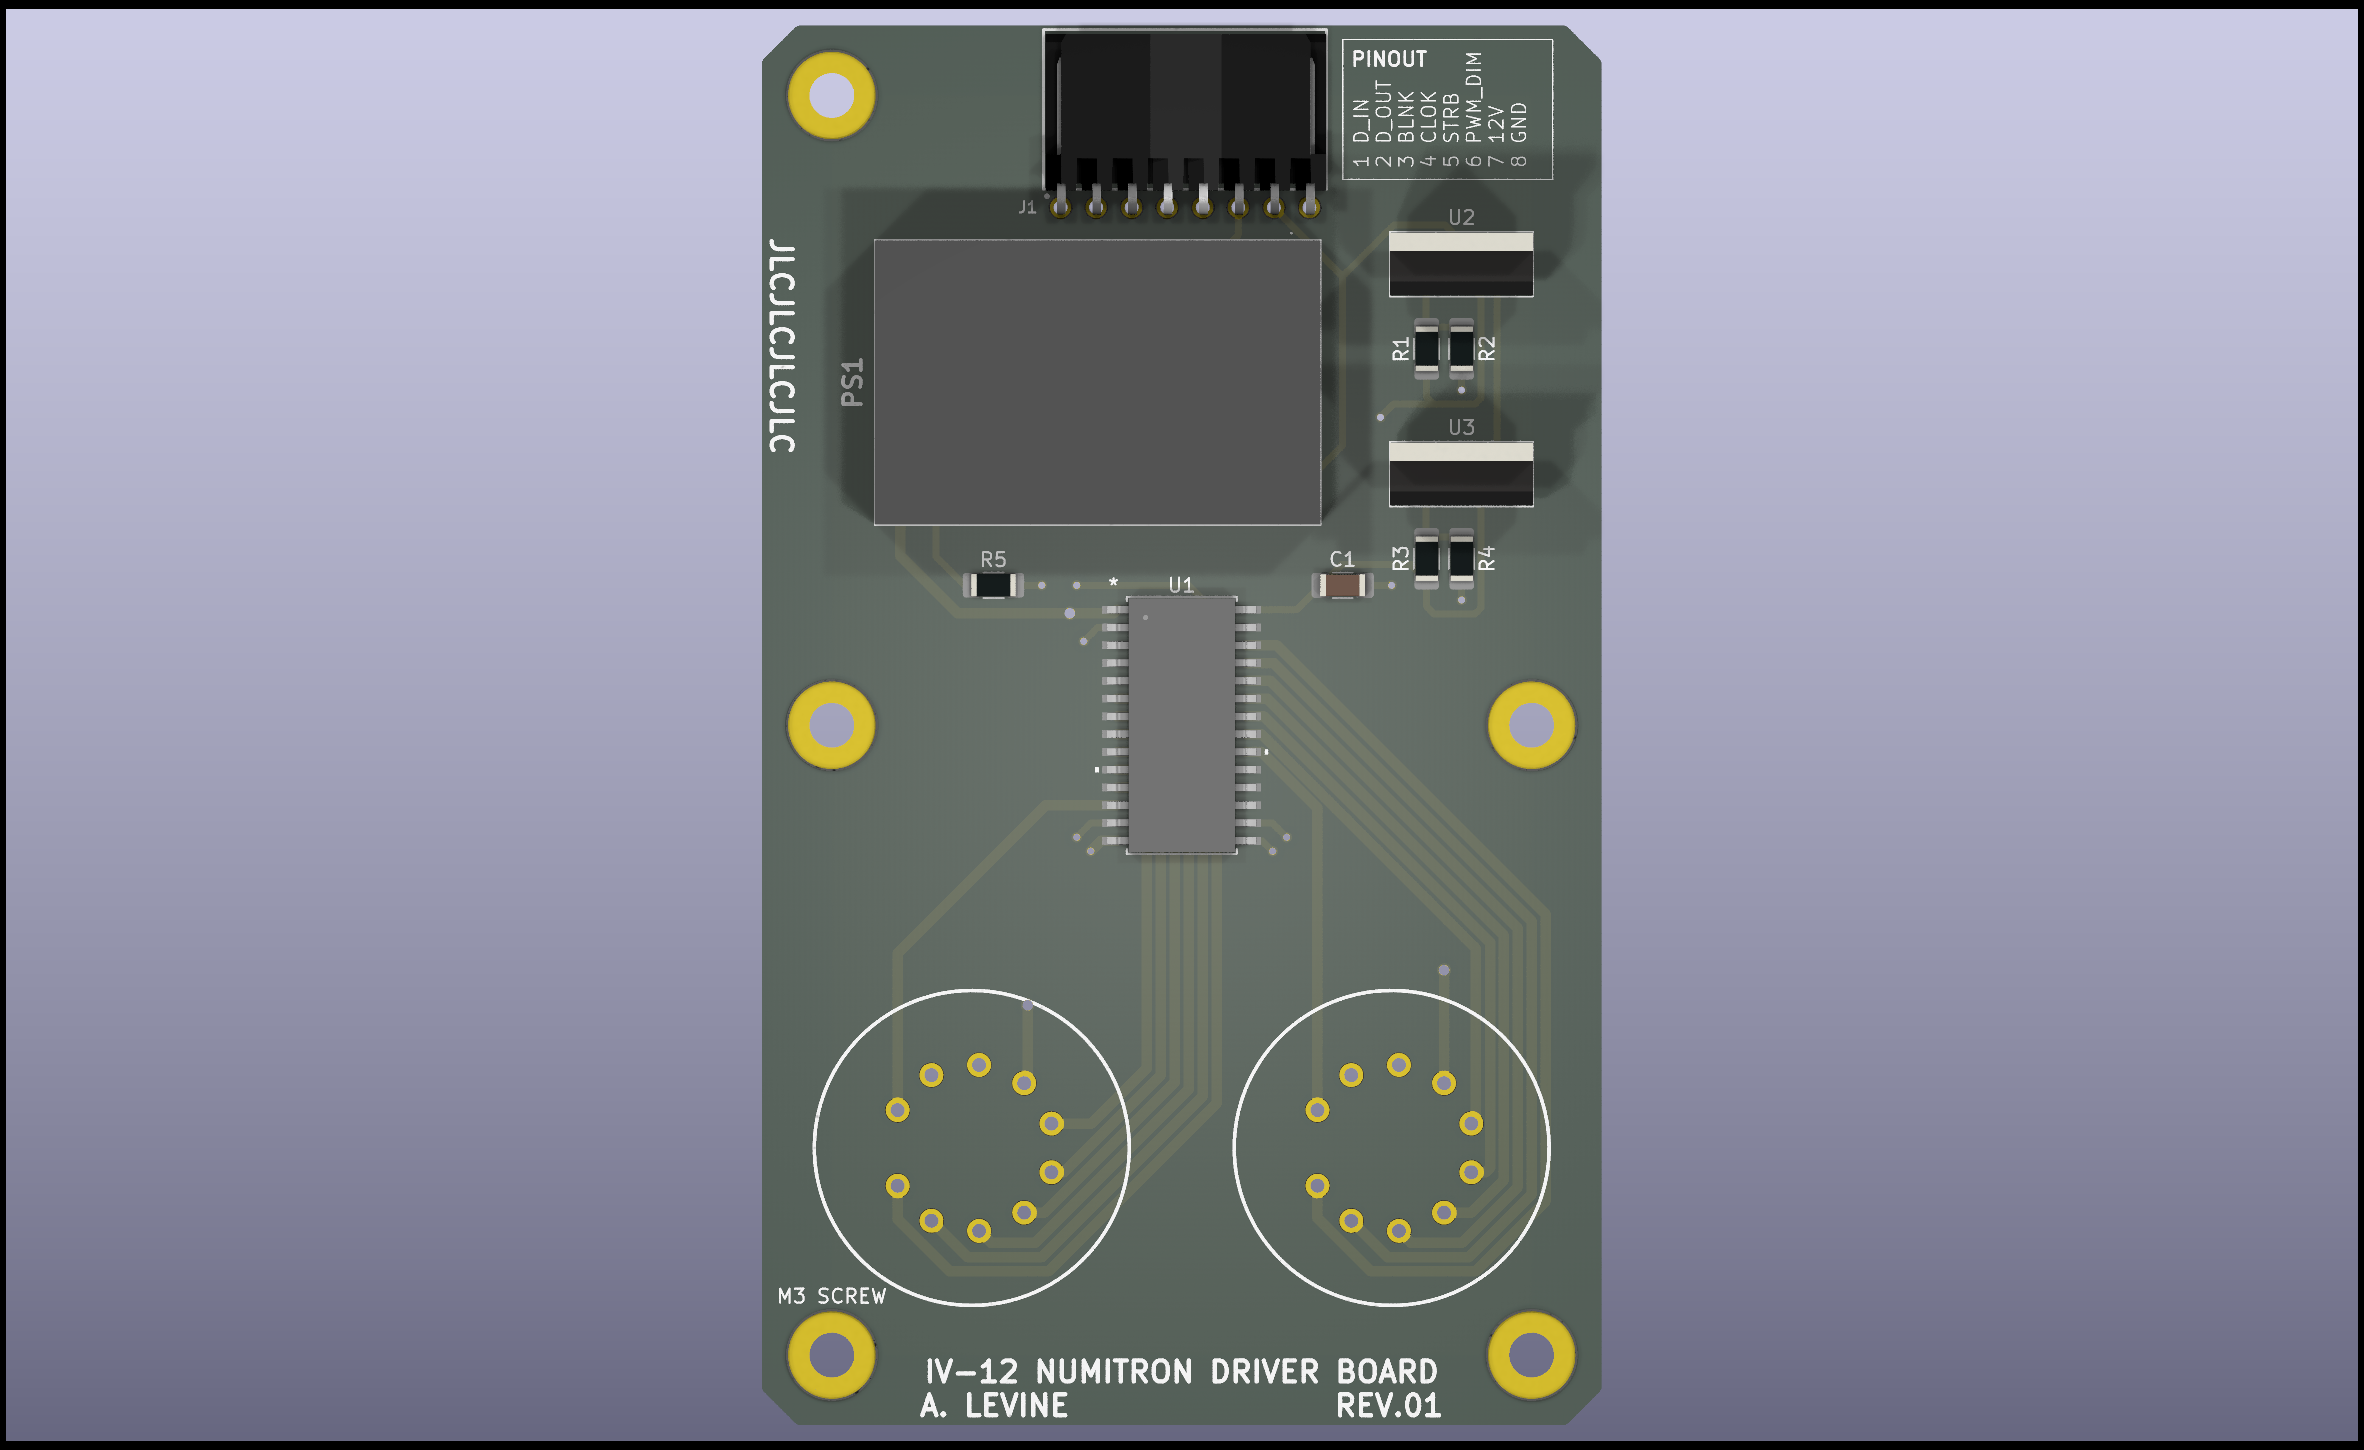 PINOUT
1 D_IN
2 D_OUT
3 BLNK
4 CLOK
5 STRB
6 PWM_DIM
7 12V
8 GND
J1
U2
JLCJLCJLCJLC
R1
R2
PS1
U3
R5
C1
R3
R4
*
U1
M3 SCREW
IV-12 NUMITRON DRIVER BOARD
A. LEVINE
REV.01